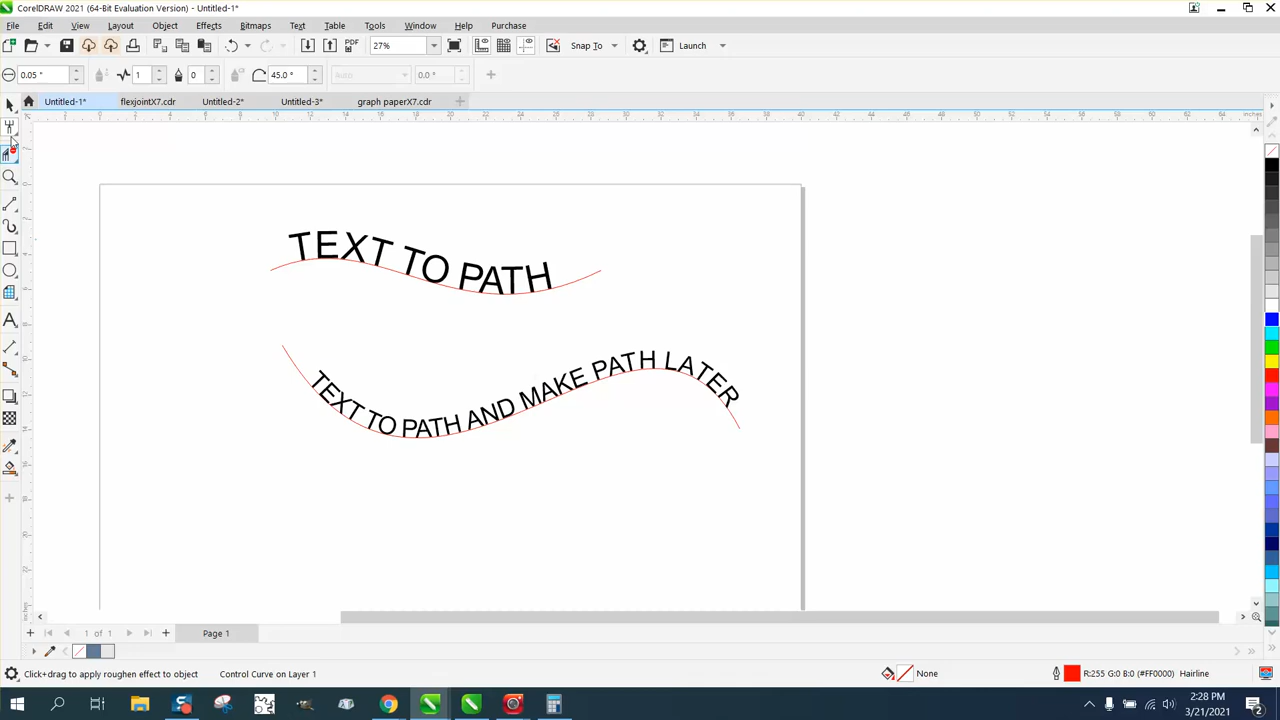 CorelDRAW 2021 (64-Bit Evaluation Version) - Untitled-1*
File Edit View Layout Object Effects Bitmaps Text Table Tools Window Help Purchase
PDF 27% Snap To Launch
0.05 " 1 0 45.0 ° Auto 0.0 °
Untitled-1* flexjointX7.cdr Untitled-2* Untitled-3* graph paperX7.cdr
inches
TEXT TO PATH
TEXT TO PATH AND MAKE PATH LATER
1 of 1 Page 1
Click+drag to apply roughen effect to object Control Curve on Layer 1 None R:255 G:0 B:0 (#FF0000) Hairline
2:28 PM
3/21/2021
2